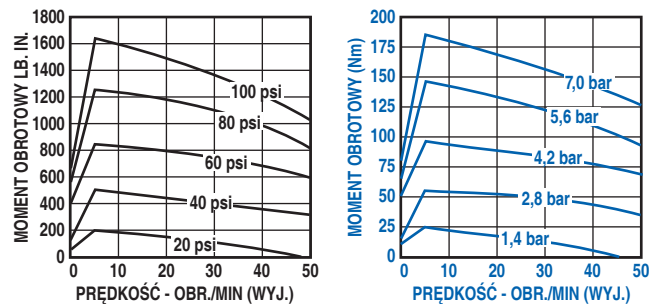 MOMENT OBROTOWY LB. IN.
1800
1600
1400
1200
1000
800
600
400
200
0
100 psi
80 psi
60 psi
40 psi
20 psi
0 10 20 30 40 50
PRĘDKOŚĆ - OBR./MIN (WYJ.)
MOMENT OBROTOWY (Nm)
200
175
150
125
100
75
50
25
0
7,0 bar
5,6 bar
4,2 bar
2,8 bar
1,4 bar
0 10 20 30 40 50
PRĘDKOŚĆ - OBR./MIN (WYJ.)